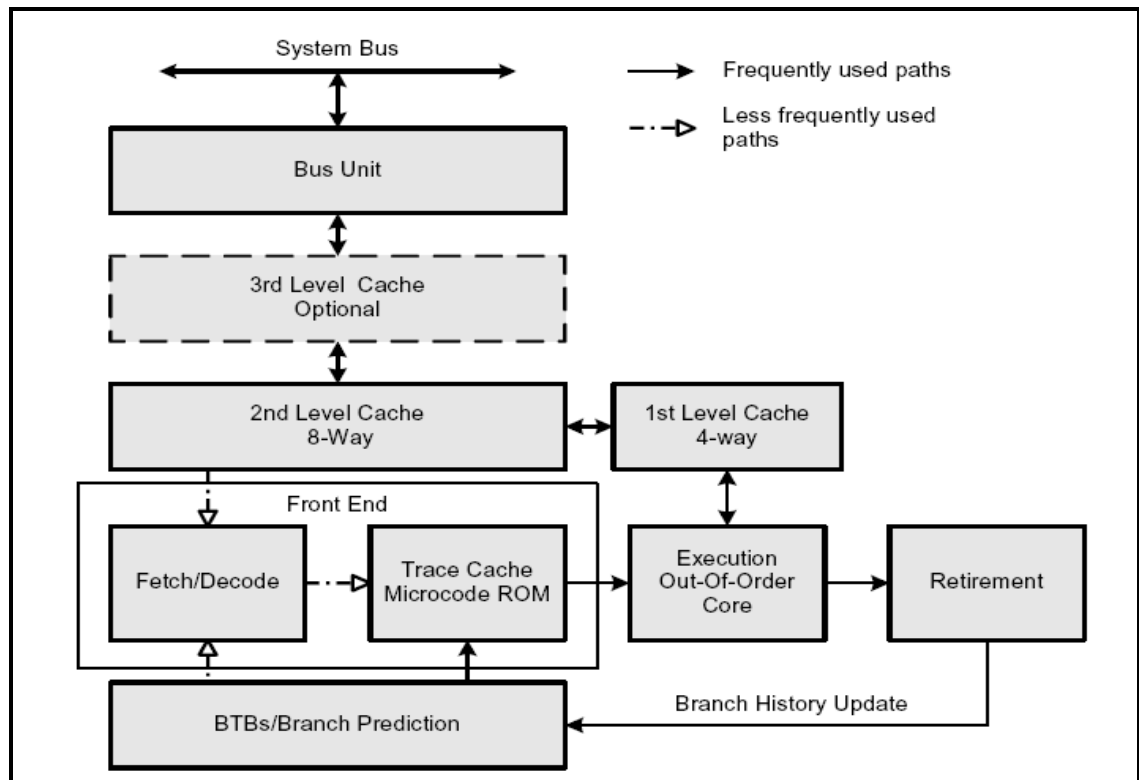 System Bus
Frequently used paths
Less frequently used
paths
Bus Unit
3rd Level Cache
Optional
2nd Level Cache
8-Way
1st Level Cache
4-way
Front End
Fetch/Decode
Trace Cache
Microcode ROM
Execution
Out-Of-Order
Core
Retirement
BTBs/Branch Prediction
Branch History Update